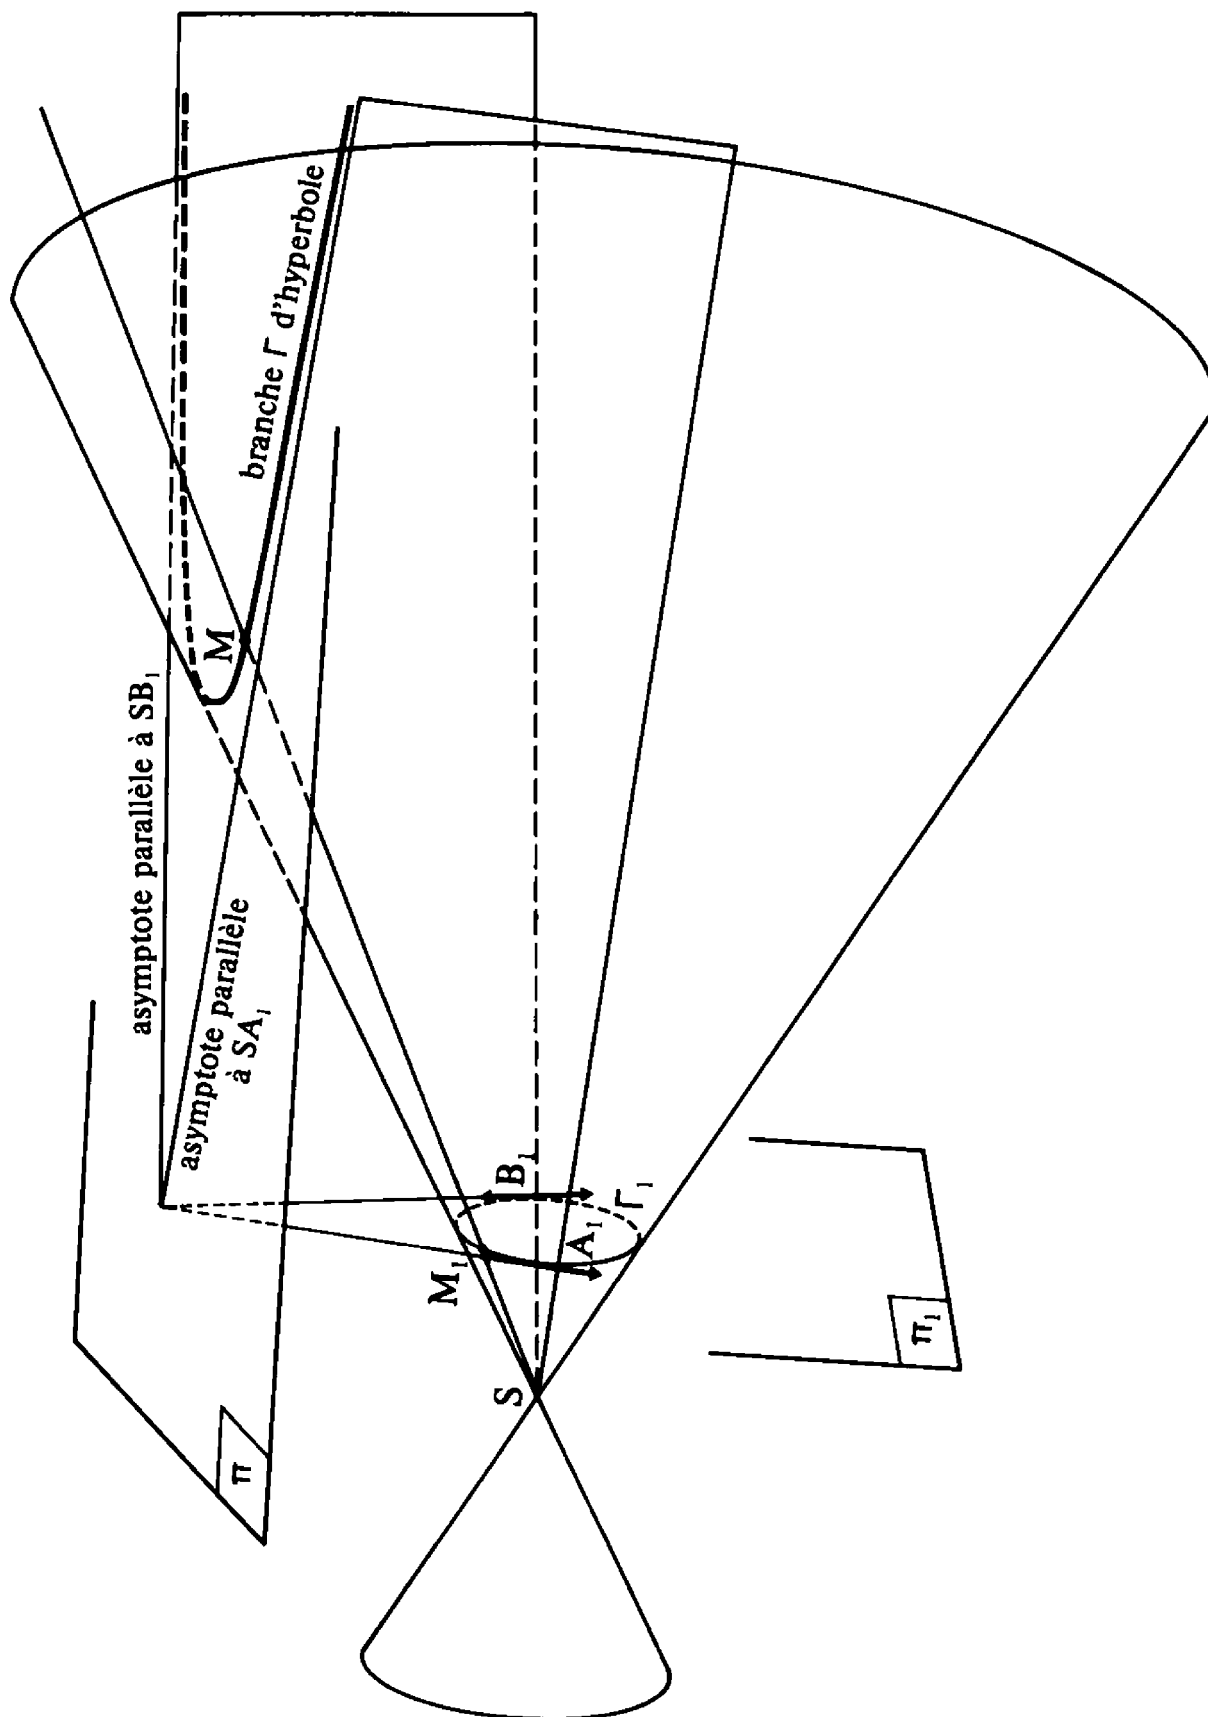 asymptote parallèle à SB₁
asymptote parallèle
à SA₁
branche Γ d'hyperbole
M
M₁
B₁
A₁
Γ₁
S
π
π₁